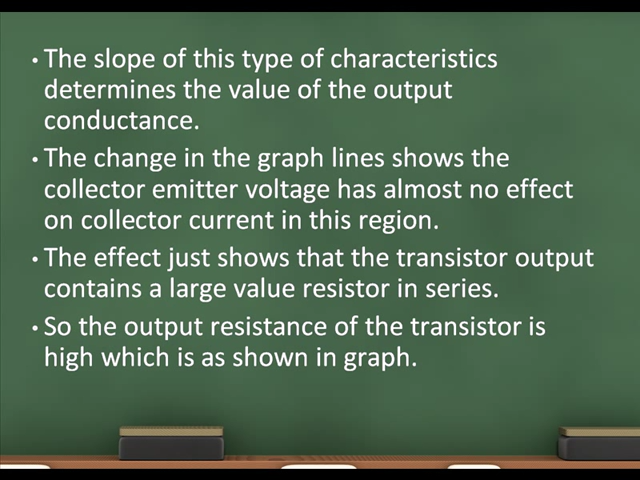 • The slope of this type of characteristics
determines the value of the output
conductance.
• The change in the graph lines shows the
collector emitter voltage has almost no effect
on collector current in this region.
• The effect just shows that the transistor output
contains a large value resistor in series.
• So the output resistance of the transistor is
high which is as shown in graph.